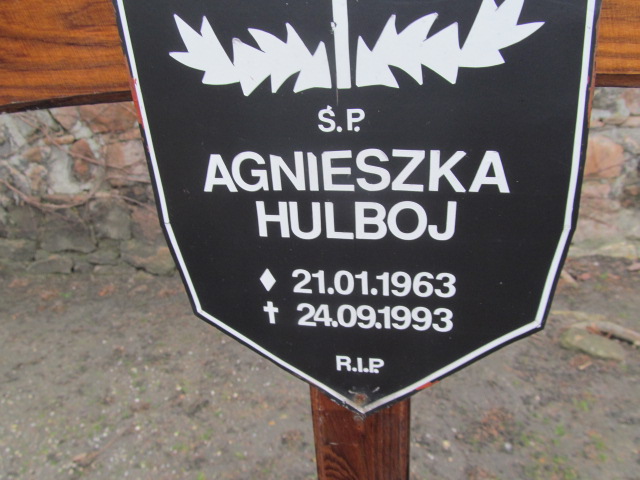 Ś.P.
AGNIESZKA
HULBOJ
♦ 21.01.1963
✝ 24.09.1993
R.I.P.